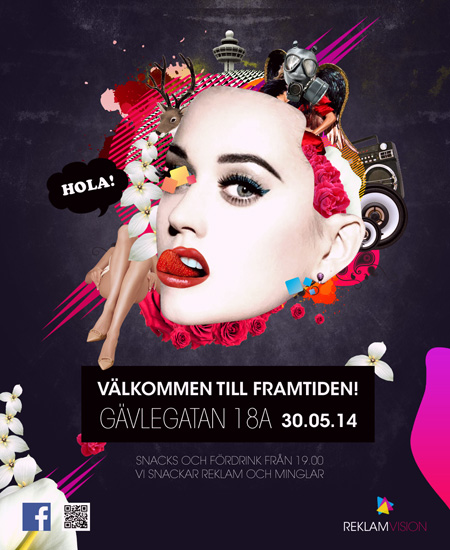 HOLA!
VÄLKOMMEN TILL FRAMTIDEN!
GÄVLEGATAN 18A 30.05.14
SNACKS OCH FÖRDRINK FRÅN 19.00
VI SNACKAR REKLAM OCH MINGLAR
f
REKLAMVISION